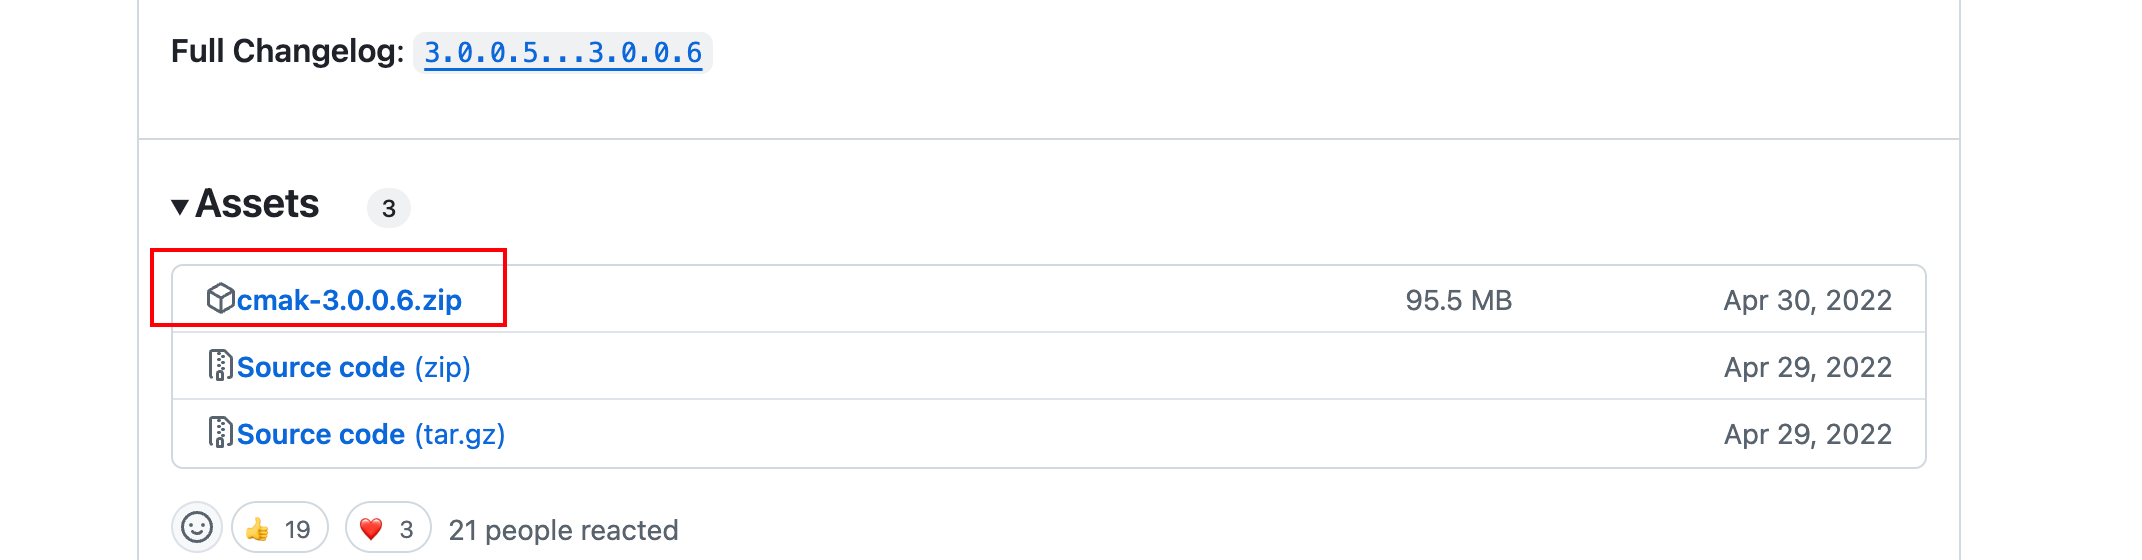 Full Changelog: 3.0.0.5...3.0.0.6
Assets 3
cmak-3.0.0.6.zip 95.5 MB Apr 30, 2022
Source code (zip) Apr 29, 2022
Source code (tar.gz) Apr 29, 2022
👍 19 ❤️ 3 21 people reacted